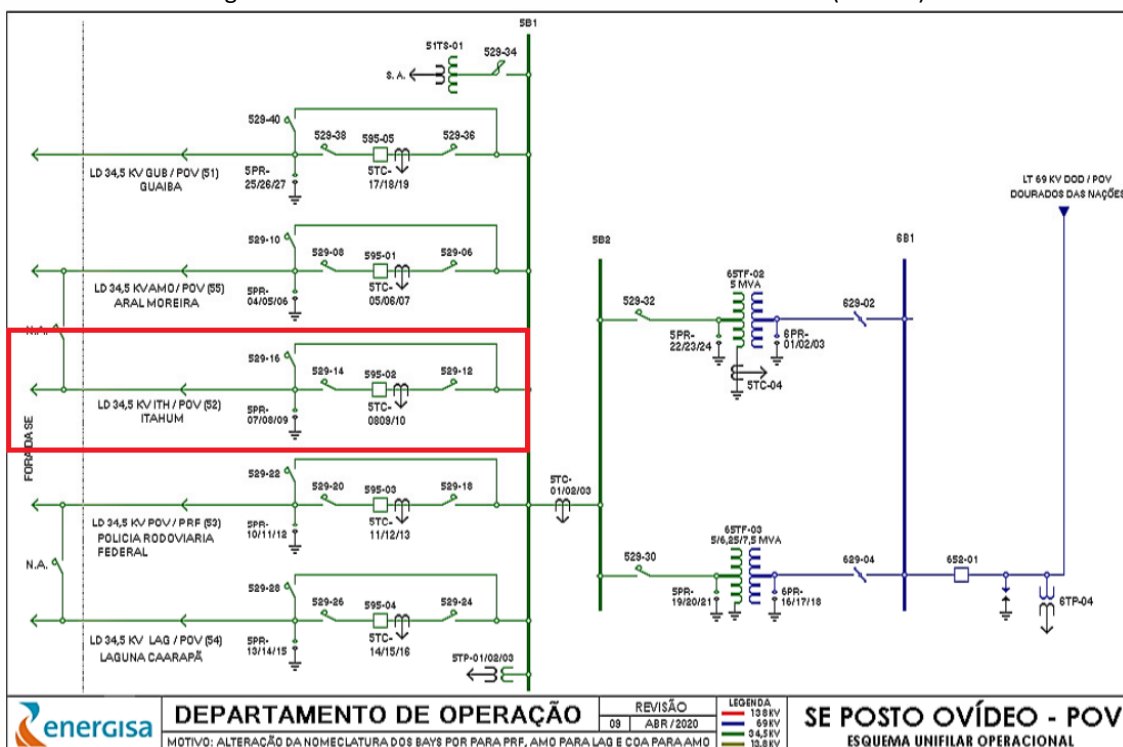 5B1
51TS-01
529-34
S. A.
529-40
529-38
595-05
529-36
LD 34,5 KV GUB / POV (51)
GUAIBA
5PR-
25/26/27
5TC-
17/18/19
LT 69 KV DOD / POV
DOURADOS DAS NAÇÕES
529-10
529-08
595-01
529-06
5B2
6B1
LD 34,5 KV AMO / POV (55)
ARAL MOREIRA
5PR-
04/05/06
5TC-
05/06/07
65TF-02
5 MVA
529-32
629-02
N.A.
5PR-
22/23/24
6PR-
01/02/03
5TC-04
529-16
529-14
595-02
529-12
LD 34,5 KV ITH / POV (52)
ITAHUM
5PR-
07/08/09
5TC-
0809/10
FORA DA SE
529-22
529-20
595-03
529-18
5TC-
01/02/03
LD 34,5 KV POV / PRF (53)
POLICIA RODOVIARIA
FEDERAL
5PR-
10/11/12
5TC-
11/12/13
65TF-03
5/6,25/7,5 MVA
529-30
629-04
652-01
N.A.
5PR-
19/20/21
6PR-
16/17/18
6TP-04
529-28
529-26
595-04
529-24
LD 34,5 KV LAG / POV (54)
LAGUNA CAARAPÃ
5PR-
13/14/15
5TC-
14/15/16
5TP-01/02/03
energisa
DEPARTAMENTO DE OPERAÇÃO
REVISÃO
09 ABR / 2020
MOTIVO: ALTERAÇÃO DA NOMECLATURA DOS BAYS POR PARA PRF, AMO PARA LAG E COA PARA AMO
LEGENDA
138KV
69KV
34,5KV
13,8KV
SE POSTO OVÍDEO - POV
ESQUEMA UNIFILAR OPERACIONAL